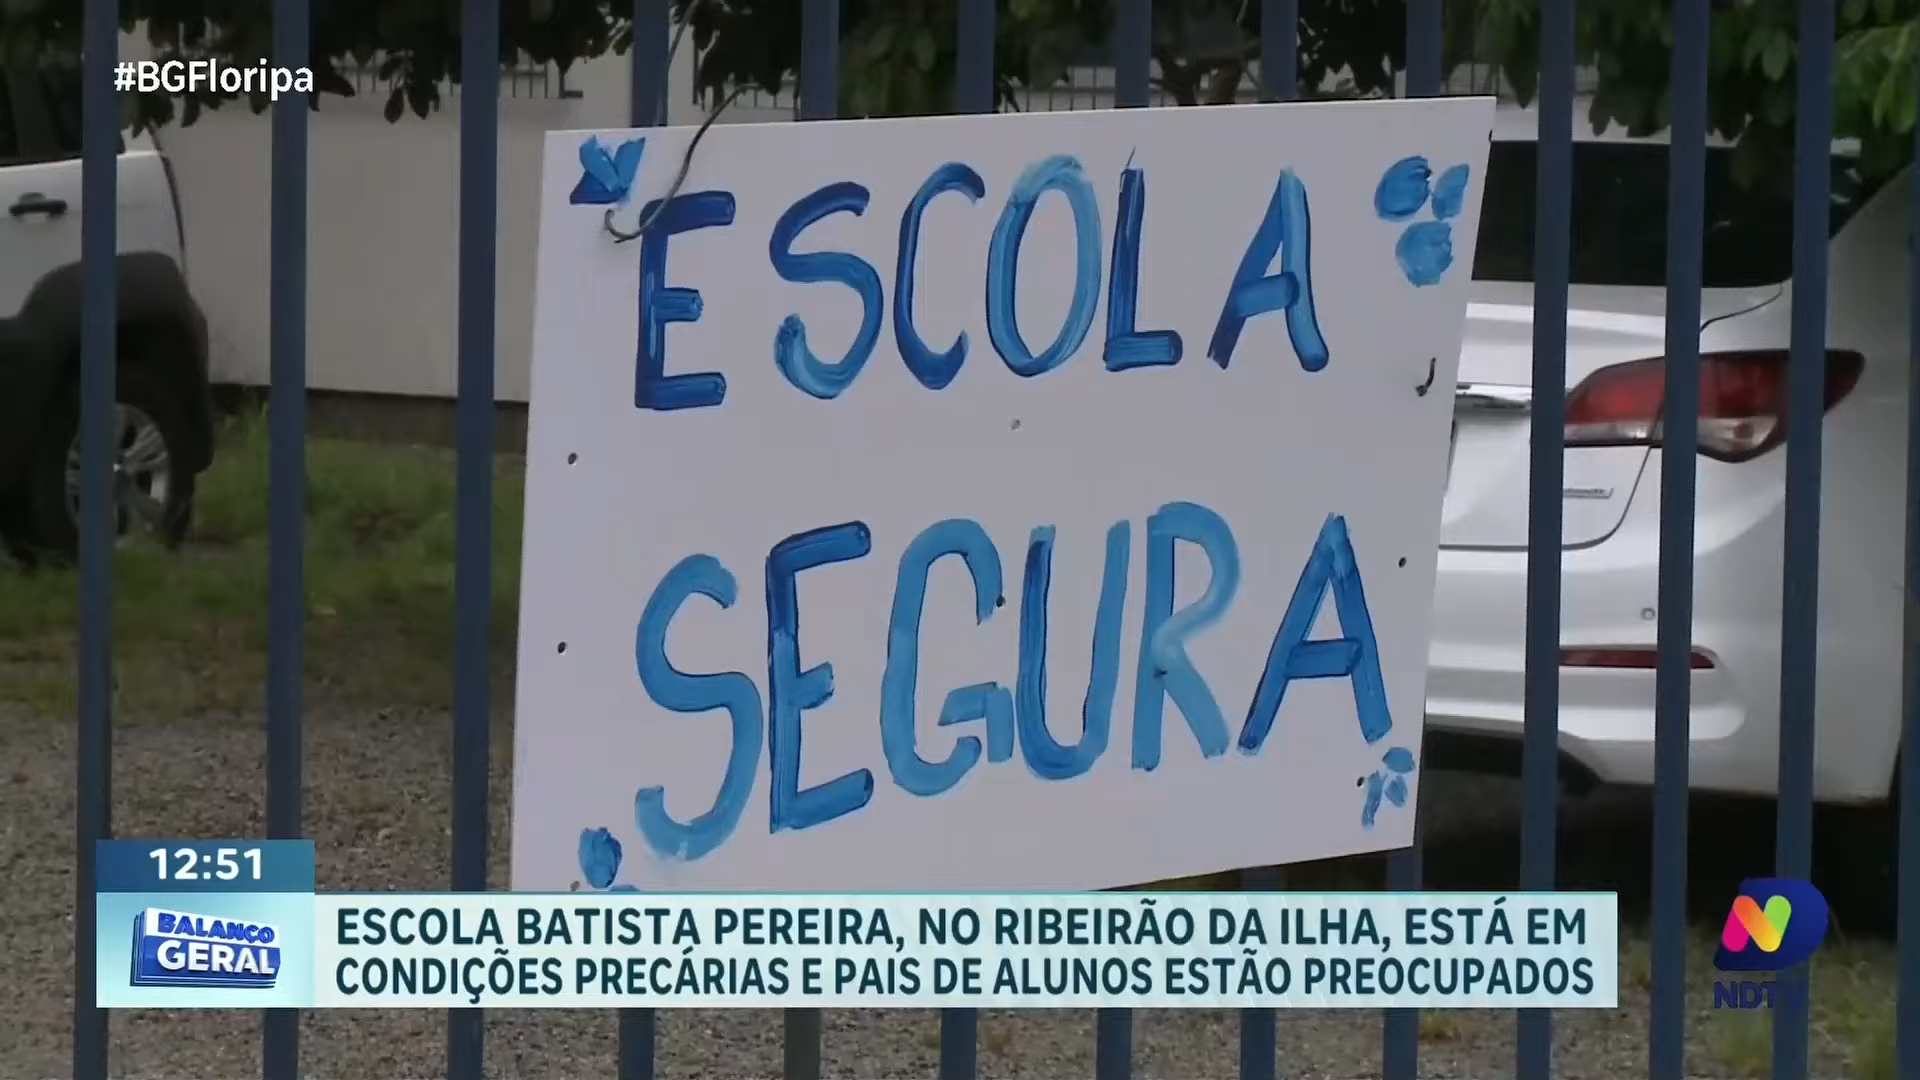 #BGFloripa
ESCOLA
SEGURA
12:51
BALANÇO
GERAL
ESCOLA BATISTA PEREIRA, NO RIBEIRÃO DA ILHA, ESTÁ EM
CONDIÇÕES PRECÁRIAS E PAIS DE ALUNOS ESTÃO PREOCUPADOS
NDTV